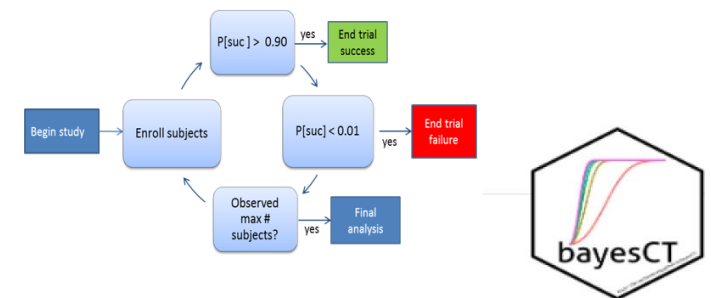 P[suc ] > 0.90
yes
End trial
success
Begin study
Enroll subjects
P[suc] < 0.01
yes
End trial
failure
Observed
max #
subjects?
yes
Final
analysis
bayesCT